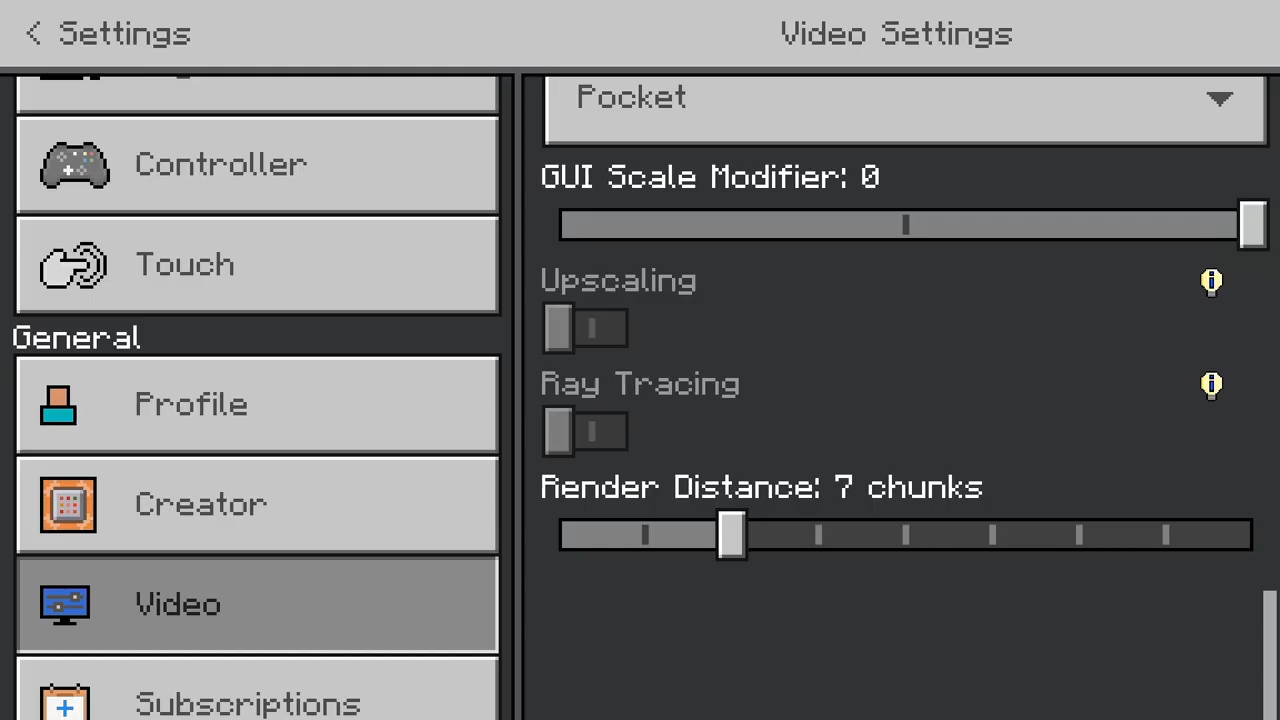 Settings
Video Settings
Controller
Touch
General
Profile
Creator
Video
Subscriptions
Pocket
GUI Scale Modifier: 0
Upscaling
Ray Tracing
Render Distance: 7 chunks